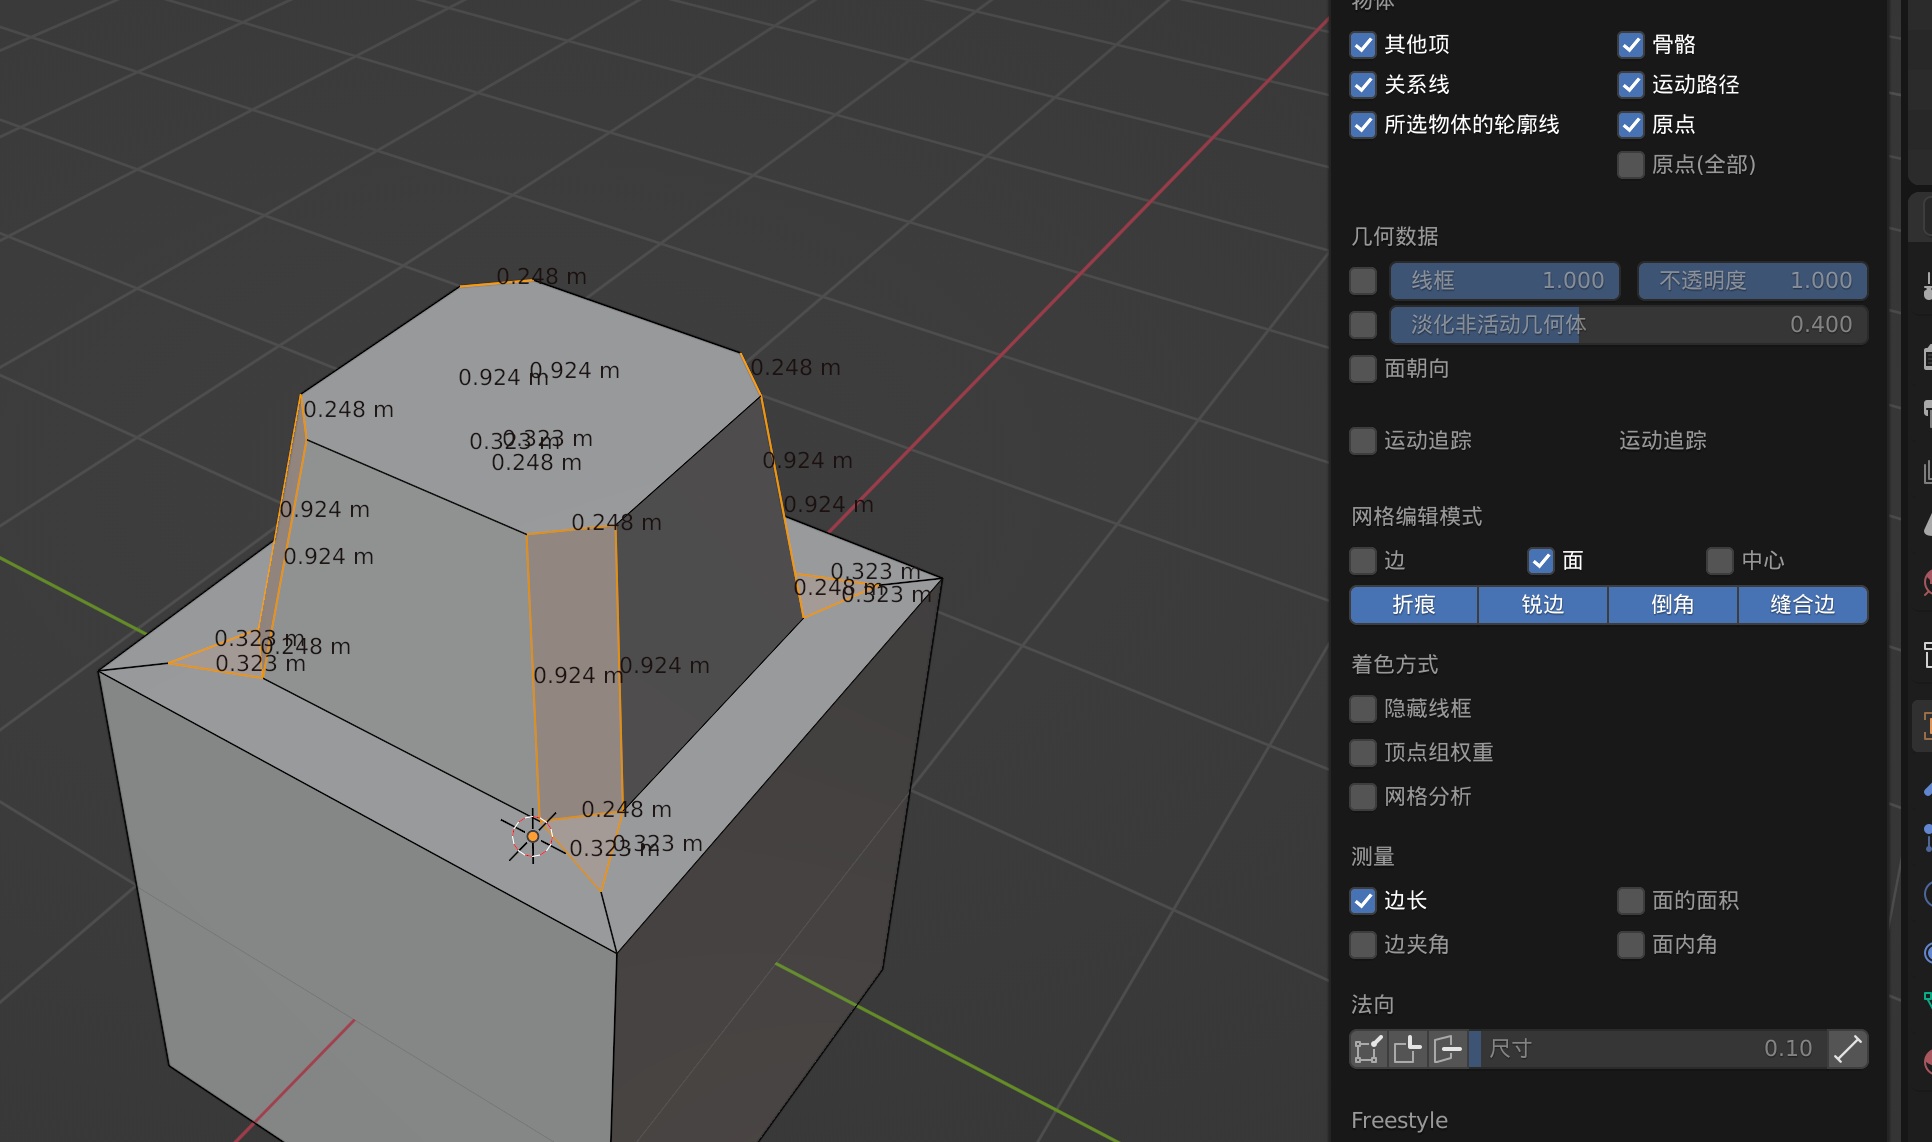 物体
其他项
骨骼
关系线
运动路径
所选物体的轮廓线
原点
原点(全部)
几何数据
线框 1.000
不透明度 1.000
淡化非活动几何体 0.400
面朝向
运动追踪
运动追踪
网格编辑模式
边
面
中心
折痕
锐边
倒角
缝合边
着色方式
隐藏线框
顶点组权重
网格分析
测量
边长
面的面积
边夹角
面内角
法向
尺寸 0.10
Freestyle
0.248 m
0.248 m
0.924 m
0.924 m
0.248 m
0.323 m
0.323 m
0.248 m
0.924 m
0.924 m
0.924 m
0.248 m
0.924 m
0.323 m
0.248 m
0.323 m
0.323 m
0.248 m
0.323 m
0.924 m
0.924 m
0.248 m
0.323 m
0.323 m